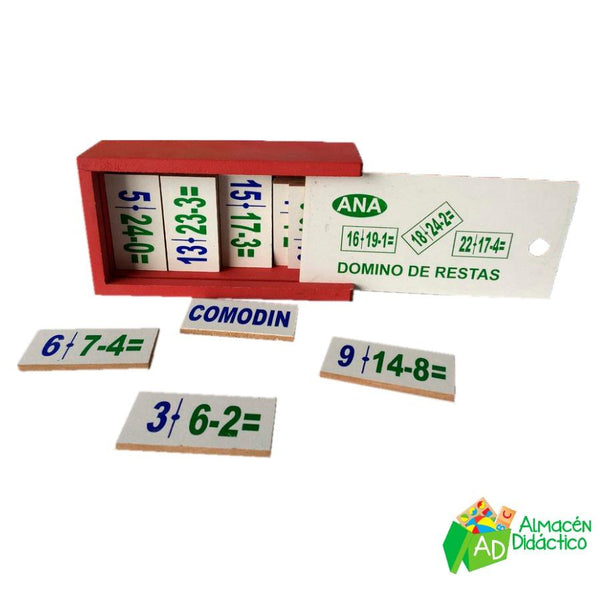 5 24-0=
13 23-3=
15 17-3=
ANA
16 19-1=
18 24-2=
22 17-4=
DOMINO DE RESTAS
COMODIN
6 7-4=
9 14-8=
3 6-2=
AD
Almacén
Didáctico